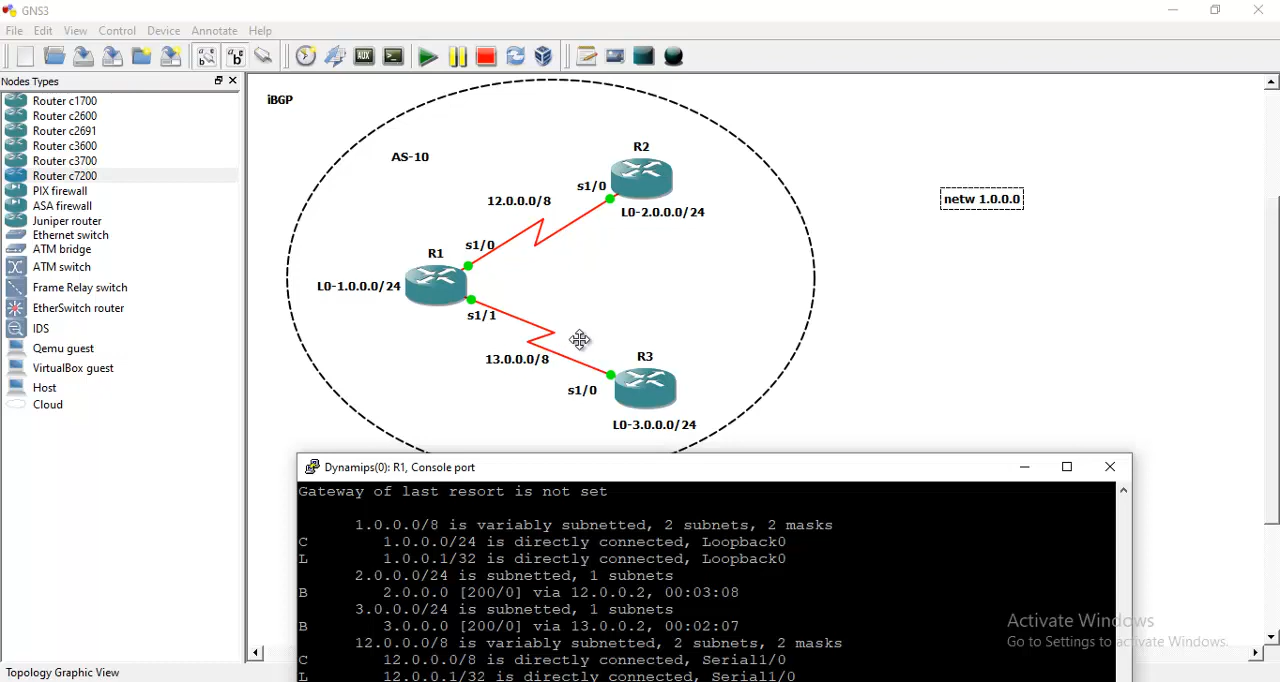 GNS3
File Edit View Control Device Annotate Help
AUX
Nodes Types
Router c1700
Router c2600
Router c2691
Router c3600
Router c3700
Router c7200
PIX firewall
ASA firewall
Juniper router
Ethernet switch
ATM bridge
ATM switch
Frame Relay switch
EtherSwitch router
IDS
Qemu guest
VirtualBox guest
Host
Cloud
iBGP
AS-10
R2
s1/0
12.0.0.0/8
L0-2.0.0.0/24
netw 1.0.0.0
s1/0
R1
L0-1.0.0.0/24
s1/1
13.0.0.0/8
R3
s1/0
L0-3.0.0.0/24
Dynamips(0): R1, Console port
Gateway of last resort is not set
1.0.0.0/8 is variably subnetted, 2 subnets, 2 masks
C 1.0.0.0/24 is directly connected, Loopback0
L 1.0.0.1/32 is directly connected, Loopback0
2.0.0.0/24 is subnetted, 1 subnets
B 2.0.0.0 [200/0] via 12.0.0.2, 00:03:08
3.0.0.0/24 is subnetted, 1 subnets
B 3.0.0.0 [200/0] via 13.0.0.2, 00:02:07
12.0.0.0/8 is variably subnetted, 2 subnets, 2 masks
C 12.0.0.0/8 is directly connected, Serial1/0
L 12.0.0.1/32 is directly connected, Serial1/0
Activate Windows
Go to Settings to activate Windows.
Topology Graphic View